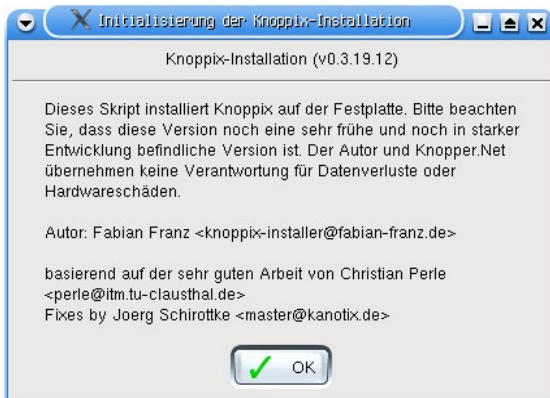 Initialisierung der Knoppix-Installation
Knoppix-Installation (v0.3.19.12)
Dieses Skript installiert Knoppix auf der Festplatte. Bitte beachten
Sie, dass diese Version noch eine sehr frühe und noch in starker
Entwicklung befindliche Version ist. Der Autor und Knopper.Net
übernehmen keine Verantwortung für Datenverluste oder
Hardwareschäden.
Autor: Fabian Franz <knoppix-installer@fabian-franz.de>
basierend auf der sehr guten Arbeit von Christian Perle
<perle@itm.tu-clausthal.de>
Fixes by Joerg Schirottke <master@kanotix.de>
OK